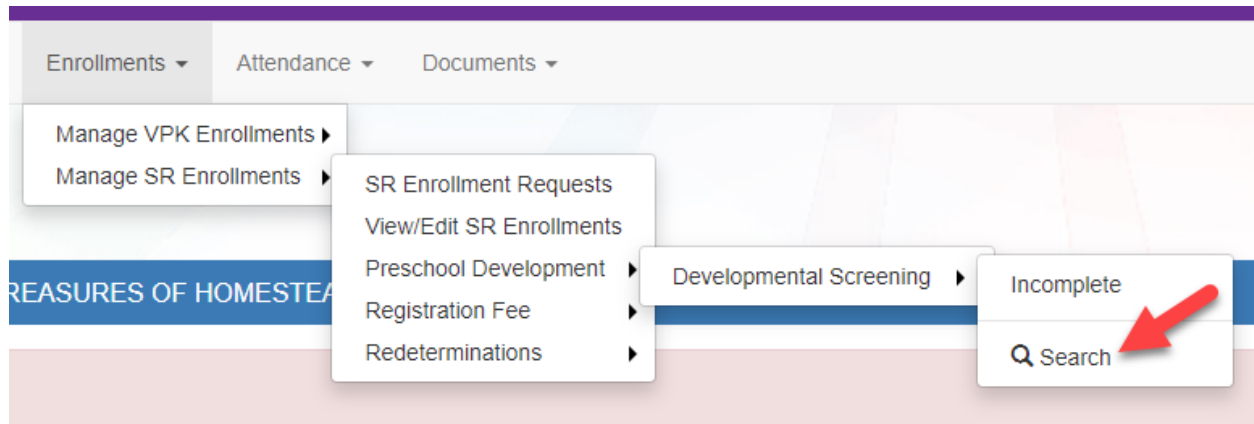 Enrollments Attendance Documents
Manage VPK Enrollments
Manage SR Enrollments
SR Enrollment Requests
View/Edit SR Enrollments
Preschool Development
Registration Fee
Redeterminations
Developmental Screening
Incomplete
Search
REASURES OF HOMESTEA